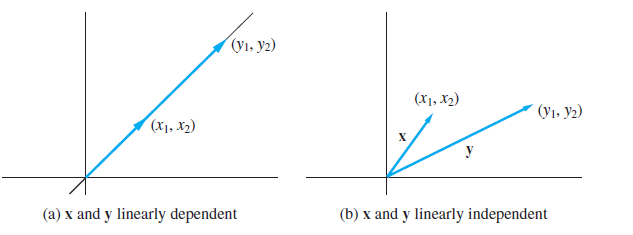 (y₁, y₂)
(x₁, x₂)
(a) x and y linearly dependent
(x₁, x₂)
(y₁, y₂)
x
y
(b) x and y linearly independent